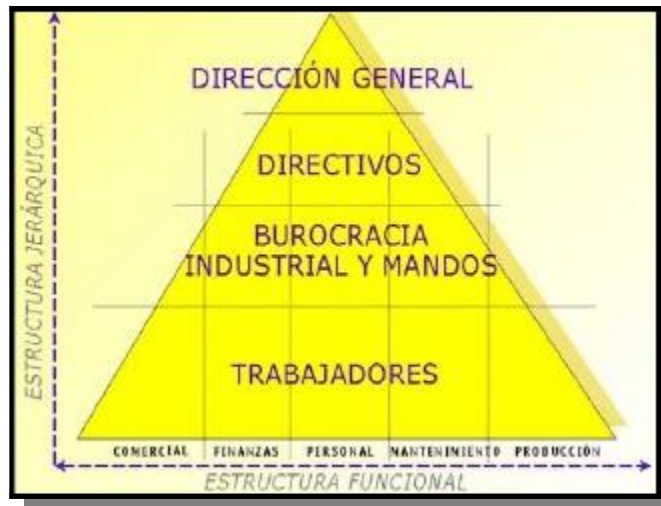 DIRECCIÓN GENERAL
DIRECTIVOS
BUROCRACIA
INDUSTRIAL Y MANDOS
TRABAJADORES
COMERCIAL FINANZAS PERSONAL MANTENIMIENTO PRODUCCIÓN
ESTRUCTURA FUNCIONAL
ESTRUCTURA JERÁRQUICA